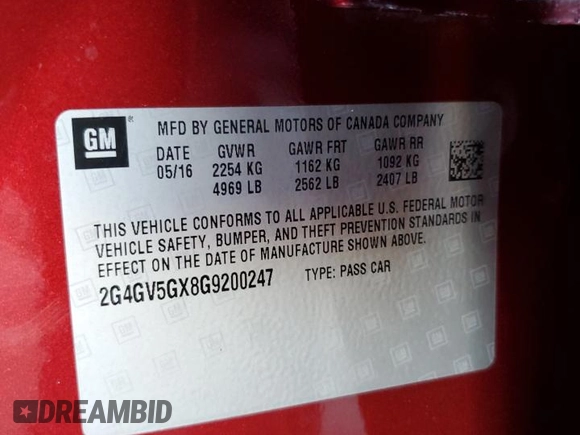 GM ®
MFD BY GENERAL MOTORS OF CANADA COMPANY
DATE GVWR GAWR FRT GAWR RR
05/16 2254 KG 1162 KG 1092 KG
4969 LB 2562 LB 2407 LB
THIS VEHICLE CONFORMS TO ALL APPLICABLE U.S. FEDERAL MOTOR
VEHICLE SAFETY, BUMPER, AND THEFT PREVENTION STANDARDS IN
EFFECT ON THE DATE OF MANUFACTURE SHOWN ABOVE.
2G4GV5GX8G9200247 TYPE: PASS CAR
DREAMBID